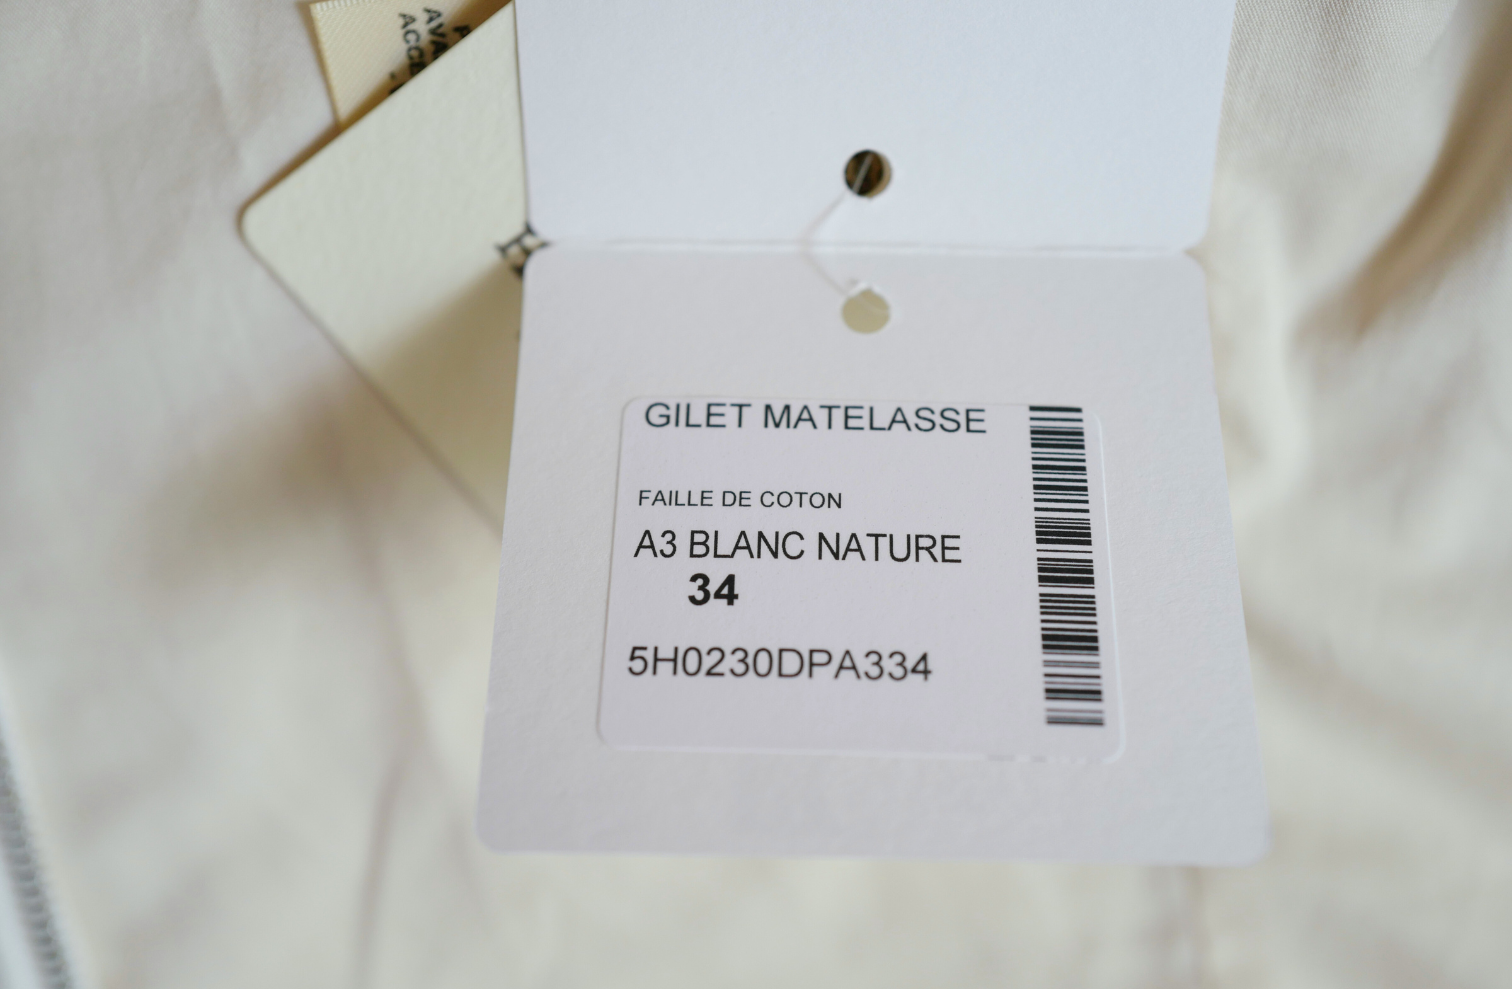 GILET MATELASSE
FAILLE DE COTON
A3 BLANC NATURE
34
5H0230DPA334